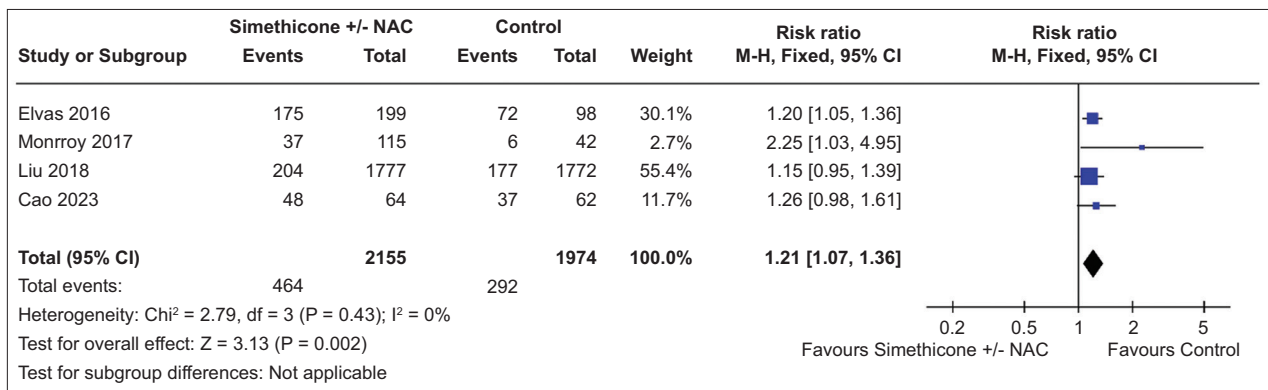 Simethicone +/- NAC Control Risk ratio Risk ratio
Study or Subgroup Events Total Events Total Weight M-H, Fixed, 95% CI M-H, Fixed, 95% CI
Elvas 2016 175 199 72 98 30.1% 1.20 [1.05, 1.36]
Monrroy 2017 37 115 6 42 2.7% 2.25 [1.03, 4.95]
Liu 2018 204 1777 177 1772 55.4% 1.15 [0.95, 1.39]
Cao 2023 48 64 37 62 11.7% 1.26 [0.98, 1.61]
Total (95% CI) 2155 1974 100.0% 1.21 [1.07, 1.36]
Total events: 464 292
Heterogeneity: Chi² = 2.79, df = 3 (P = 0.43); I² = 0%
Test for overall effect: Z = 3.13 (P = 0.002)
Test for subgroup differences: Not applicable
0.2 0.5 1 2 5
Favours Simethicone +/- NAC Favours Control